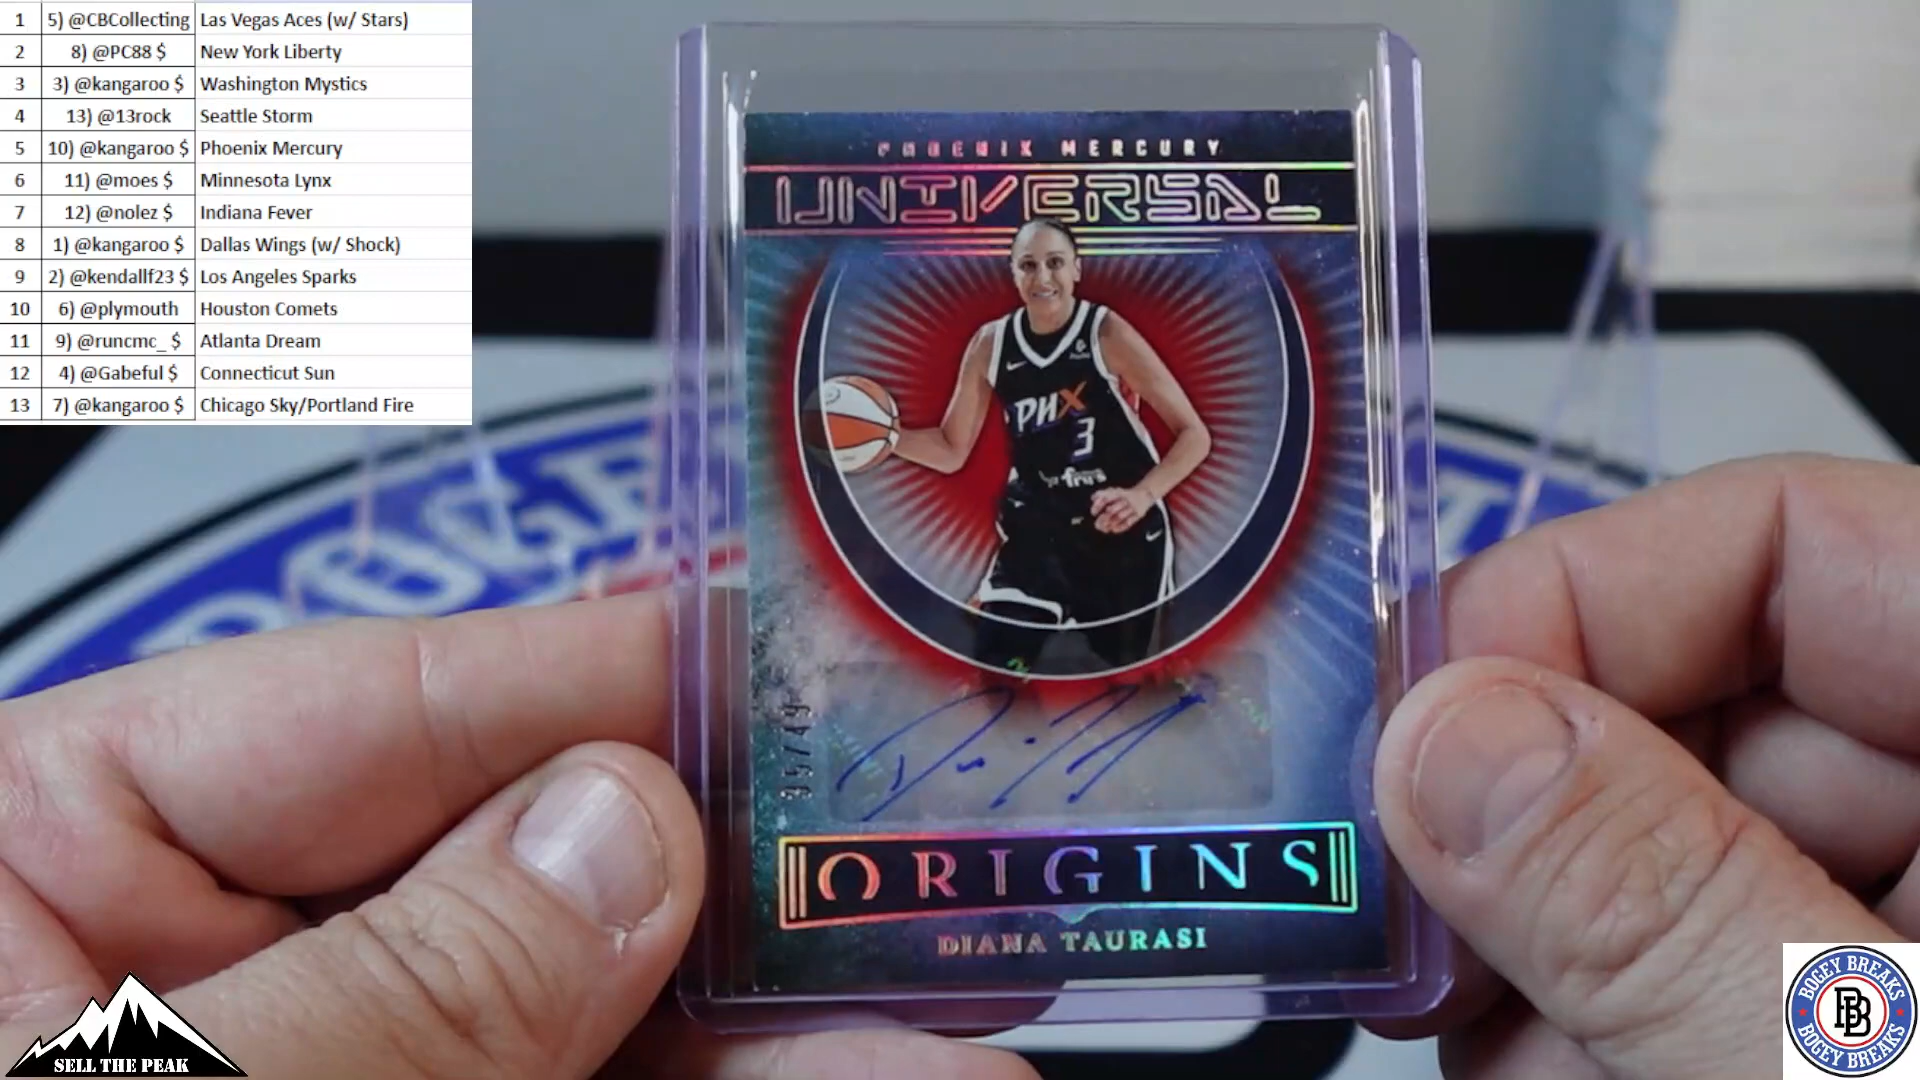 1 5) @CBCollecting Las Vegas Aces (w/ Stars)
2 8) @PC88 $ New York Liberty
3 3) @kangaroo $ Washington Mystics
4 13) @13rock Seattle Storm
5 10) @kangaroo $ Phoenix Mercury
6 11) @moes $ Minnesota Lynx
7 12) @nolez $ Indiana Fever
8 1) @kangaroo $ Dallas Wings (w/ Shock)
9 2) @kendallf23 $ Los Angeles Sparks
10 6) @plymouth Houston Comets
11 9) @runcmc_ $ Atlanta Dream
12 4) @Gabeful $ Connecticut Sun
13 7) @kangaroo $ Chicago Sky/Portland Fire
PHOENIX MERCURY
UNIVERSAL
PHX
3
35/49
ORIGINS
DIANA TAURASI
SELL THE PEAK
BOGEY BREAKS
BB
BOGEY BREAKS